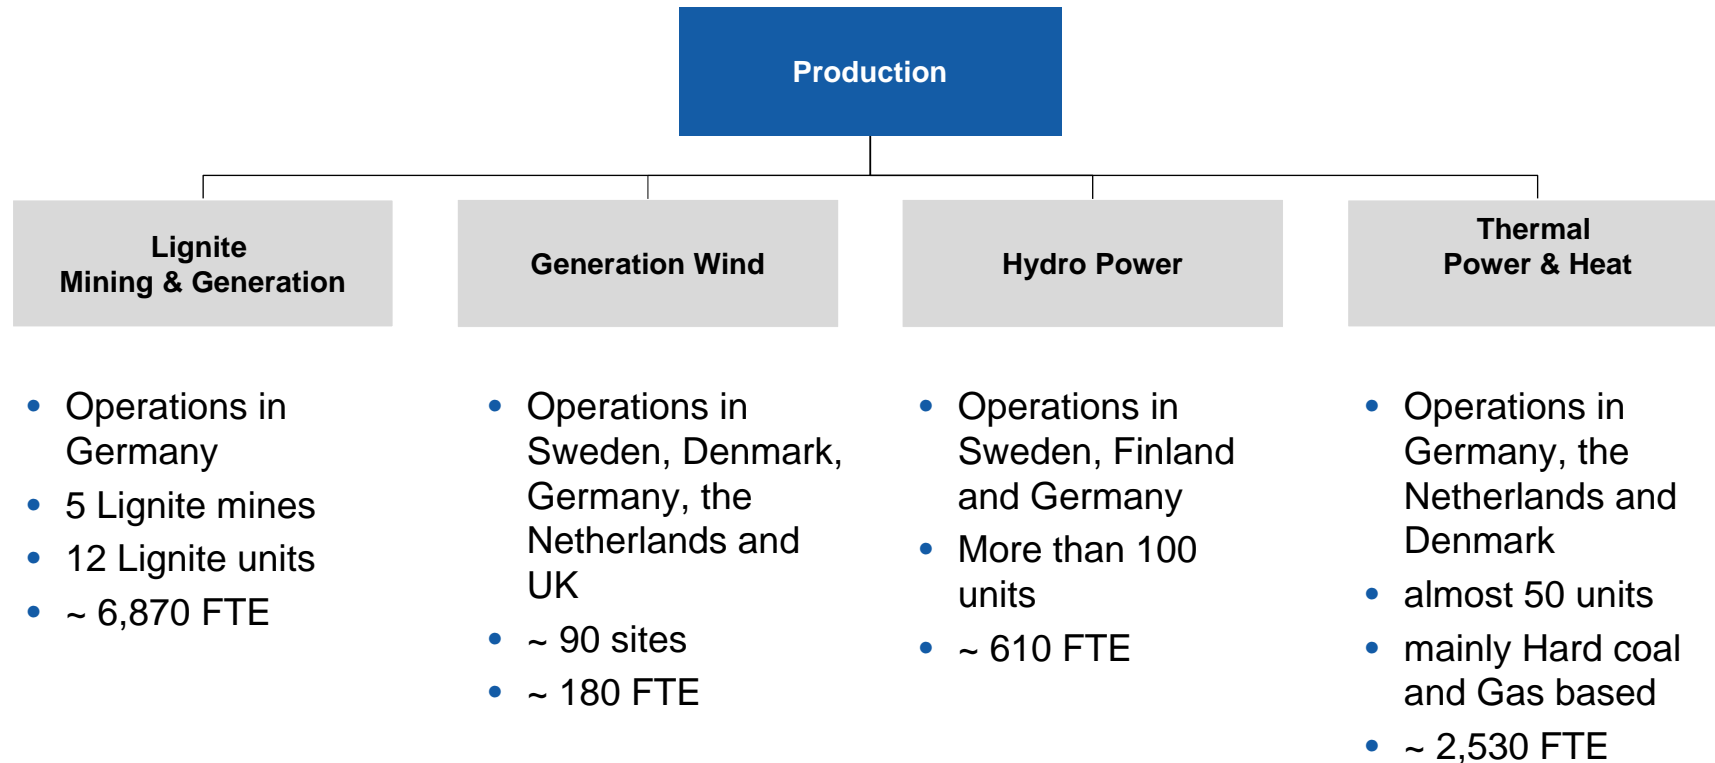 Production
Lignite
Mining & Generation
Generation Wind
Hydro Power
Thermal
Power & Heat
• Operations in
Germany
• 5 Lignite mines
• 12 Lignite units
• ~ 6,870 FTE
• Operations in
Sweden, Denmark,
Germany, the
Netherlands and
UK
• ~ 90 sites
• ~ 180 FTE
• Operations in
Sweden, Finland
and Germany
• More than 100
units
• ~ 610 FTE
• Operations in
Germany, the
Netherlands and
Denmark
• almost 50 units
• mainly Hard coal
and Gas based
• ~ 2,530 FTE